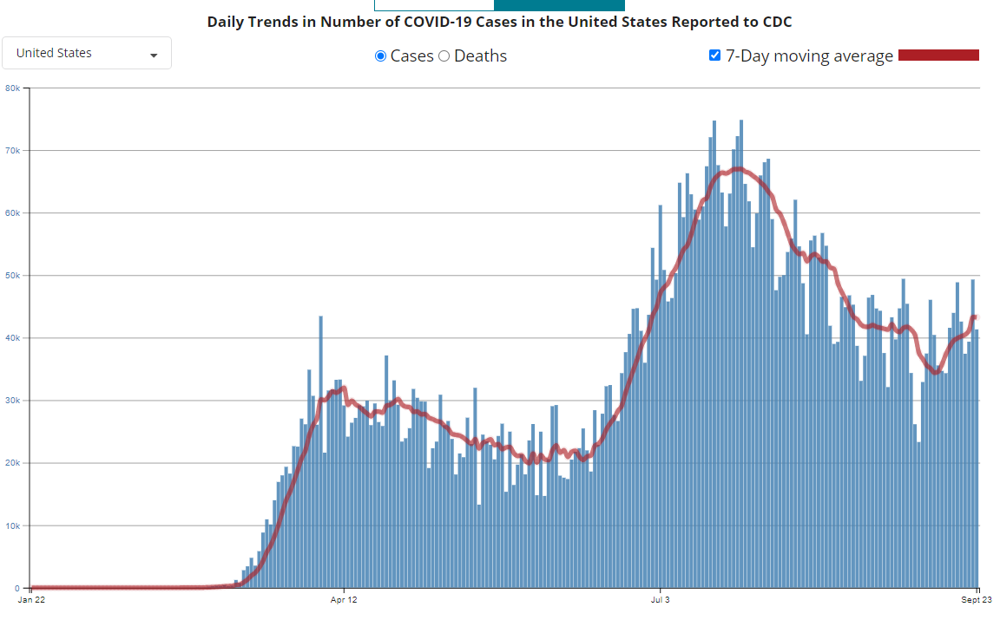 Daily Trends in Number of COVID-19 Cases in the United States Reported to CDC
United States
Cases Deaths
7-Day moving average
80k
70k
60k
50k
40k
30k
20k
10k
0
Jan 22
Apr 12
Jul 3
Sept 23